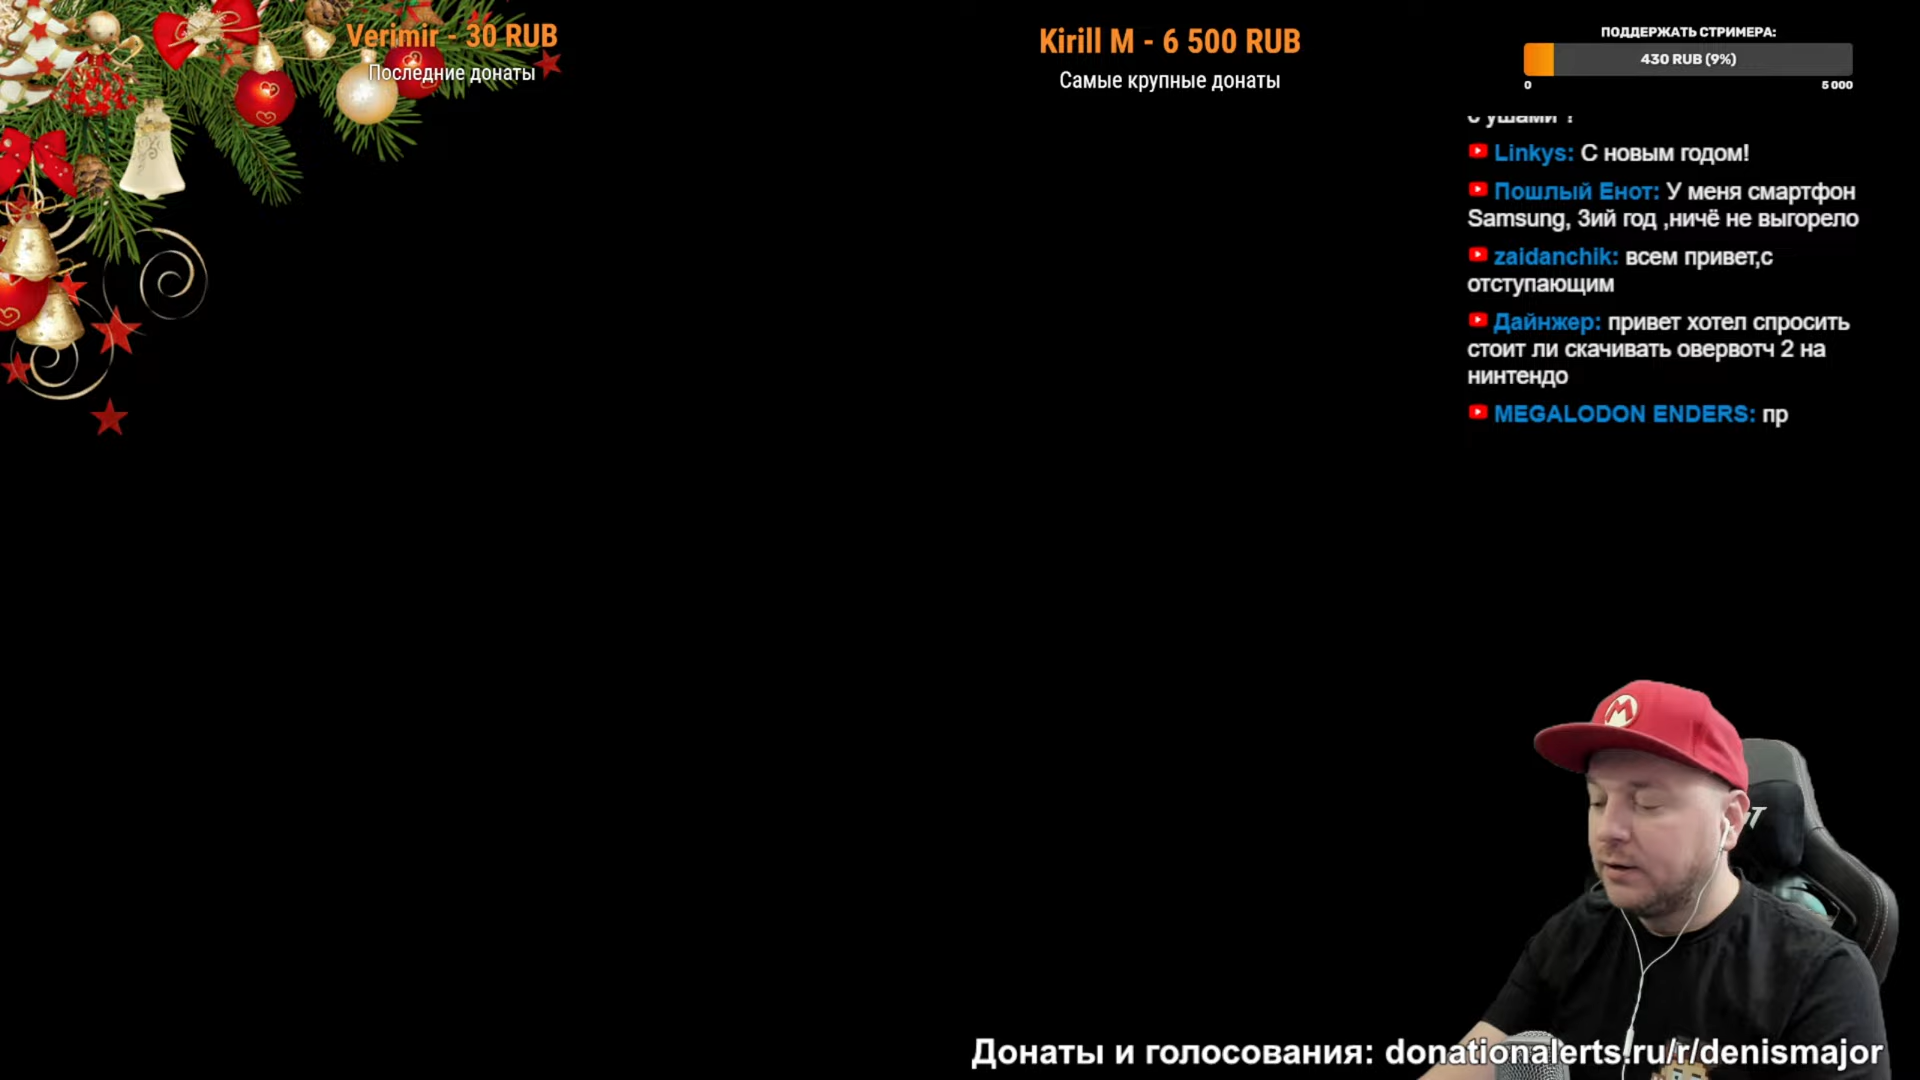 Verimir - 30 RUB
Последние донаты
Kirill M - 6 500 RUB
Самые крупные донаты
ПОДДЕРЖАТЬ СТРИМЕРА:
430 RUB (9%)
0
5 000
с ушами ?
Linkys: С новым годом!
Пошлый Енот: У меня смартфон
Samsung, 3ий год ,ничё не выгорело
zaidanchik: всем привет,с
отступающим
Дайнжер: привет хотел спросить
стоит ли скачивать овервотч 2 на
нинтендо
MEGALODON ENDERS: пр
M
Донаты и голосования: donationalerts.ru/r/denismajor